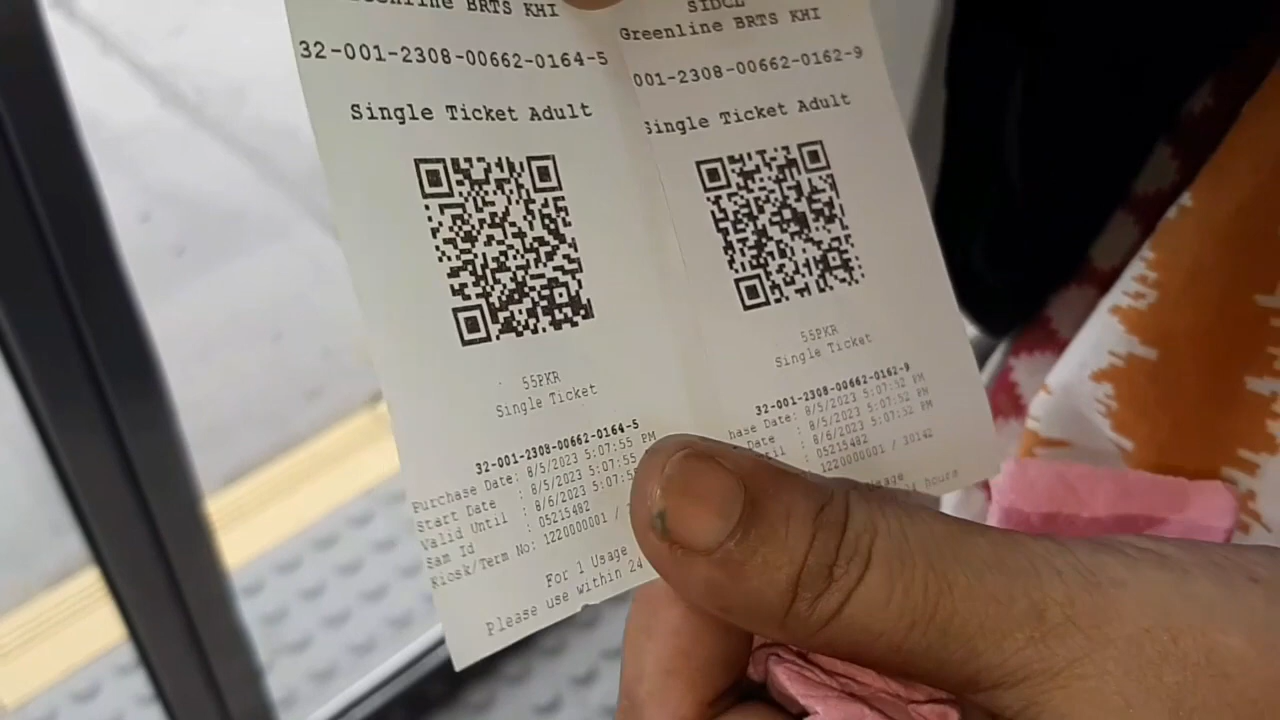 Greenline BRTS KHI
32-001-2308-00662-0164-5
Single Ticket Adult
55PKR
Single Ticket
32-001-2308-00662-0164-5
Purchase Date: 8/5/2023 5:07:55 PM
Start Date : 8/5/2023 5:07:55
Valid Until : 8/6/2023 5:07:5
Sam Id : 05215482
Kiosk/Term No: 1220000001 /
For 1 Usage
Please use within 24
SIDCL
Greenline BRTS KHI
001-2308-00662-0162-9
Single Ticket Adult
55PKR
Single Ticket
32-001-2308-00662-0162-9
hase Date: 8/5/2023 5:07:52 PM
Date : 8/5/2023 5:07:52 PM
til : 8/6/2023 5:07:52 PM
: 05215482
1220000001 / 10142
sage
hours